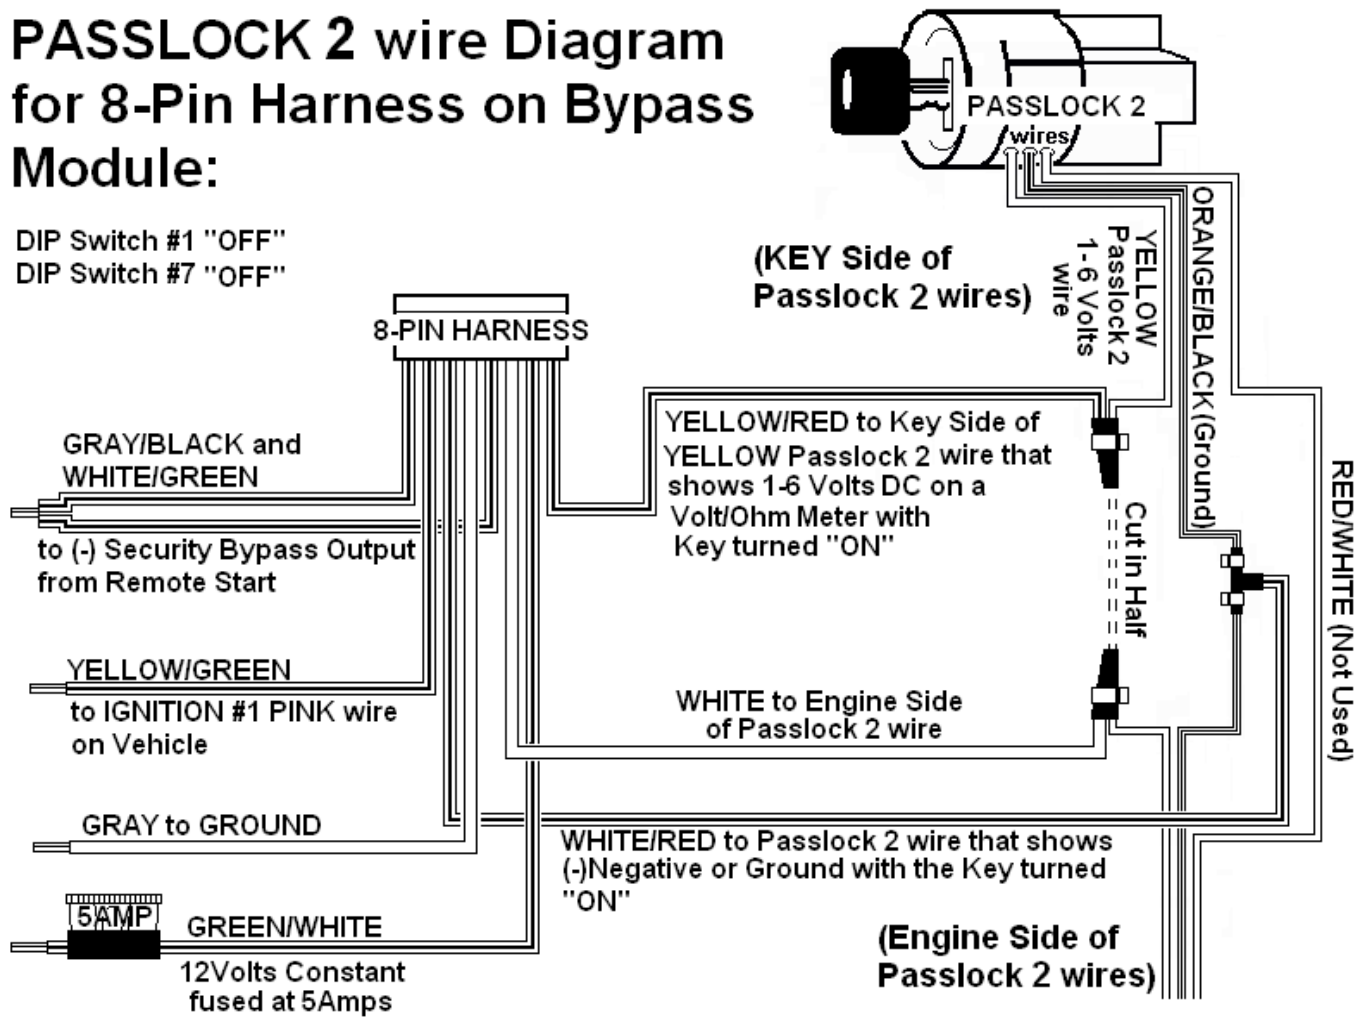 PASSLOCK 2 wire Diagram
for 8-Pin Harness on Bypass
Module:
DIP Switch #1 "OFF"
DIP Switch #7 "OFF"
PASSLOCK 2
wires
(KEY Side of
Passlock 2 wires)
YELLOW
Passlock 2
1-6 Volts
wire
ORANGE/BLACK(Ground)
8-PIN HARNESS
GRAY/BLACK and
WHITE/GREEN
to (-) Security Bypass Output
from Remote Start
YELLOW/RED to Key Side of
YELLOW Passlock 2 wire that
shows 1-6 Volts DC on a
Volt/Ohm Meter with
Key turned "ON"
Cut in Half
RED/WHITE (Not Used)
YELLOW/GREEN
to IGNITION #1 PINK wire
on Vehicle
WHITE to Engine Side
of Passlock 2 wire
GRAY to GROUND
WHITE/RED to Passlock 2 wire that shows
(-)Negative or Ground with the Key turned
"ON"
5AMP
GREEN/WHITE
12Volts Constant
fused at 5Amps
(Engine Side of
Passlock 2 wires)